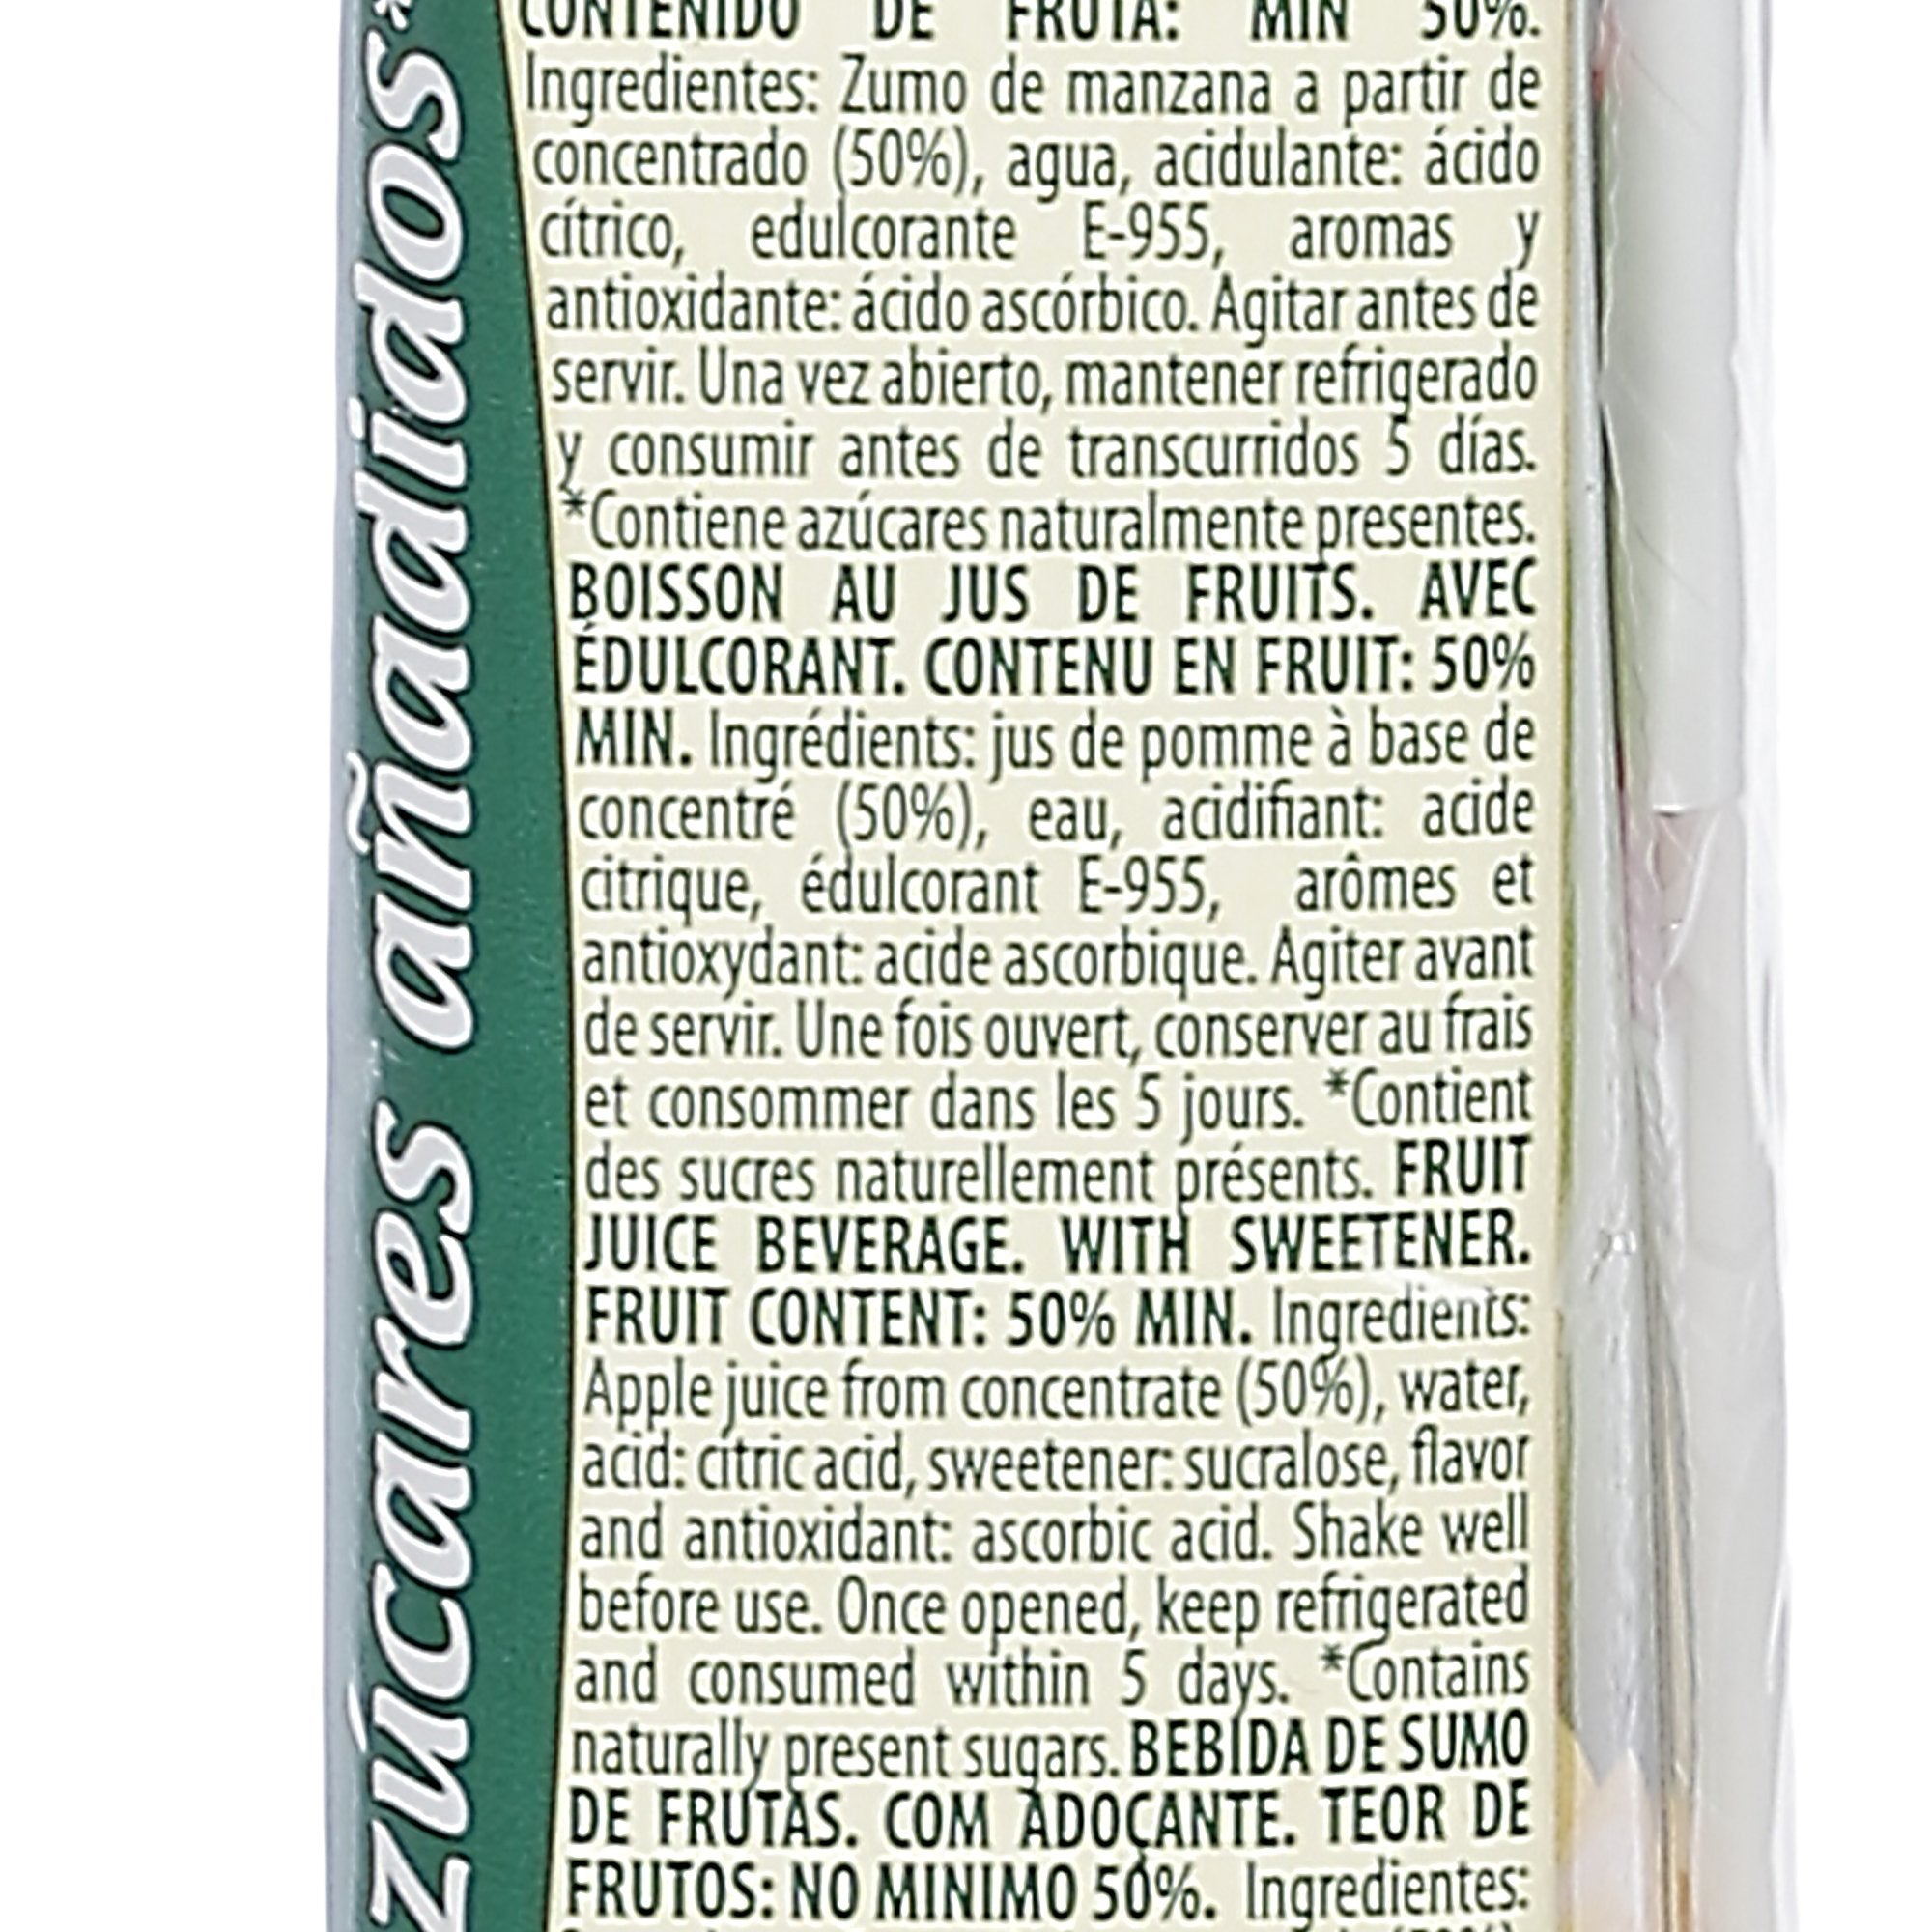 CONTENIDO DE FRUTA: MIN 50%.
Ingredientes: Zumo de manzana a partir de
concentrado (50%), agua, acidulante: ácido
cítrico, edulcorante E-955, aromas y
antioxidante: ácido ascórbico. Agitar antes de
servir. Una vez abierto, mantener refrigerado
y consumir antes de transcurridos 5 días.
*Contiene azúcares naturalmente presentes.
BOISSON AU JUS DE FRUITS. AVEC
ÉDULCORANT. CONTENU EN FRUIT: 50%
MIN. Ingrédients: jus de pomme à base de
concentré (50%), eau, acidifiant: acide
citrique, édulcorant E-955, arômes et
antioxydant: acide ascorbique. Agiter avant
de servir. Une fois ouvert, conserver au frais
et consommer dans les 5 jours. *Contient
des sucres naturellement présents. FRUIT
JUICE BEVERAGE. WITH SWEETENER.
FRUIT CONTENT: 50% MIN. Ingredients:
Apple juice from concentrate (50%), water,
acid: citric acid, sweetener: sucralose, flavor
and antioxidant: ascorbic acid. Shake well
before use. Once opened, keep refrigerated
and consumed within 5 days. *Contains
naturally present sugars. BEBIDA DE SUMO
DE FRUTAS. COM ADOÇANTE. TEOR DE
FRUTOS: NO MINIMO 50%. Ingredientes:
zúcares añadidos*